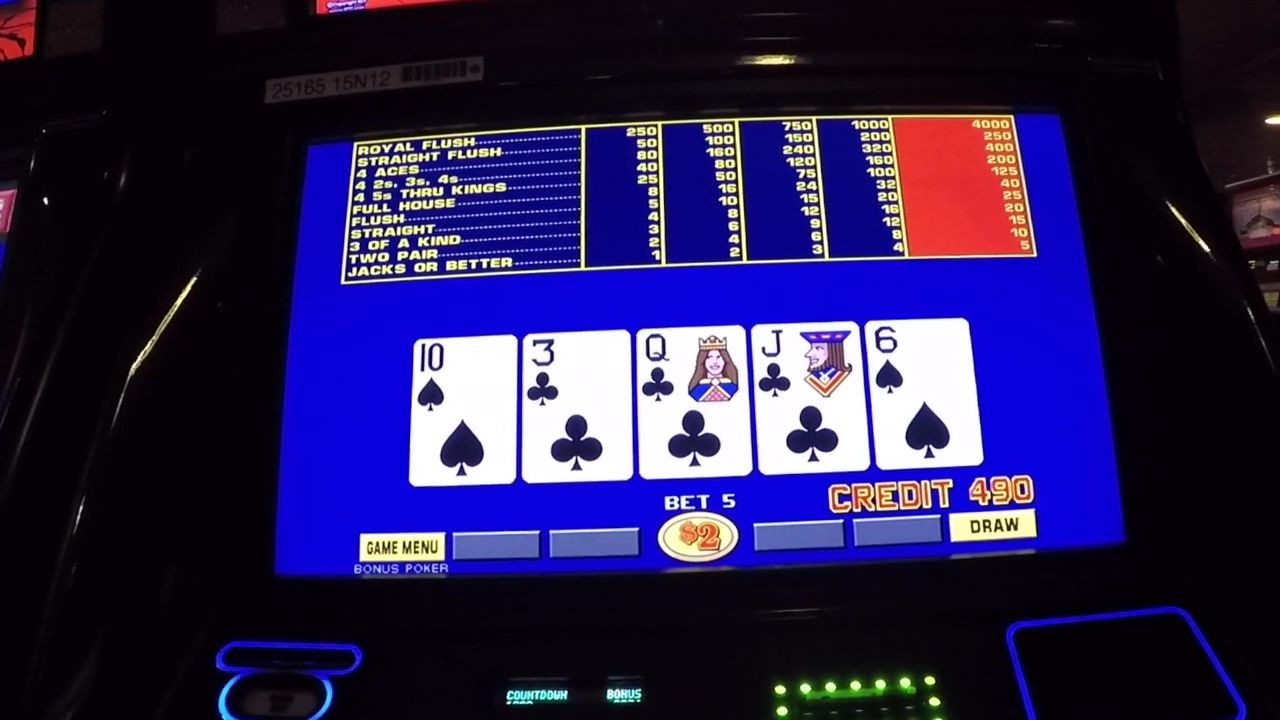 25165 15N12
ROYAL FLUSH 250 500 750 1000 4000
STRAIGHT FLUSH 50 100 150 200 250
4 ACES 80 160 240 320 400
4 2s, 3s, 4s 40 80 120 160 200
4 5s THRU KINGS 25 50 75 100 125
FULL HOUSE 8 16 24 32 40
FLUSH 5 10 15 20 25
STRAIGHT 4 8 12 16 20
3 OF A KIND 3 6 9 12 15
TWO PAIR 2 4 6 8 10
JACKS OR BETTER 1 2 3 4 5
10 3 Q J 6
BET 5 CREDIT 490
GAME MENU $2 DRAW
BONUS POKER
COUNTDOWN BONUS